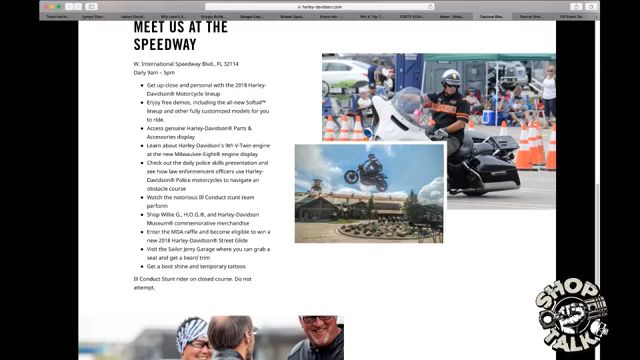 harley-davidson.com
MEET US AT THE
SPEEDWAY
W. International Speedway Blvd., FL 32114
Daily 9am – 5pm
Get up-close and personal with the 2018 Harley-
Davidson® Motorcycle lineup
Enjoy free demos, including the all-new Softail™
lineup and other fully customized models for you
to ride.
Access genuine Harley-Davidson® Parts &
Accessories display
Learn about Harley-Davidson's 9th V-Twin engine
at the new Milwaukee-Eight® engine display
Check out the daily police skills presentation and
see how law enforcement officers use Harley-
Davidson® Police motorcycles to navigate an
obstacle course
Watch the notorious Ill Conduct stunt team
perform
Shop Willie G., H.O.G.®, and Harley-Davidson
Museum® commemorative merchandise
Enter the MDA raffle and become eligible to win a
new 2018 Harley-Davidson® Street Glide
Visit the Sailor Jerry Garage where you can grab a
seat and get a beard trim
Get a boot shine and temporary tattoos
Ill Conduct Stunt rider on closed course. Do not
attempt.
SHOP
TALK